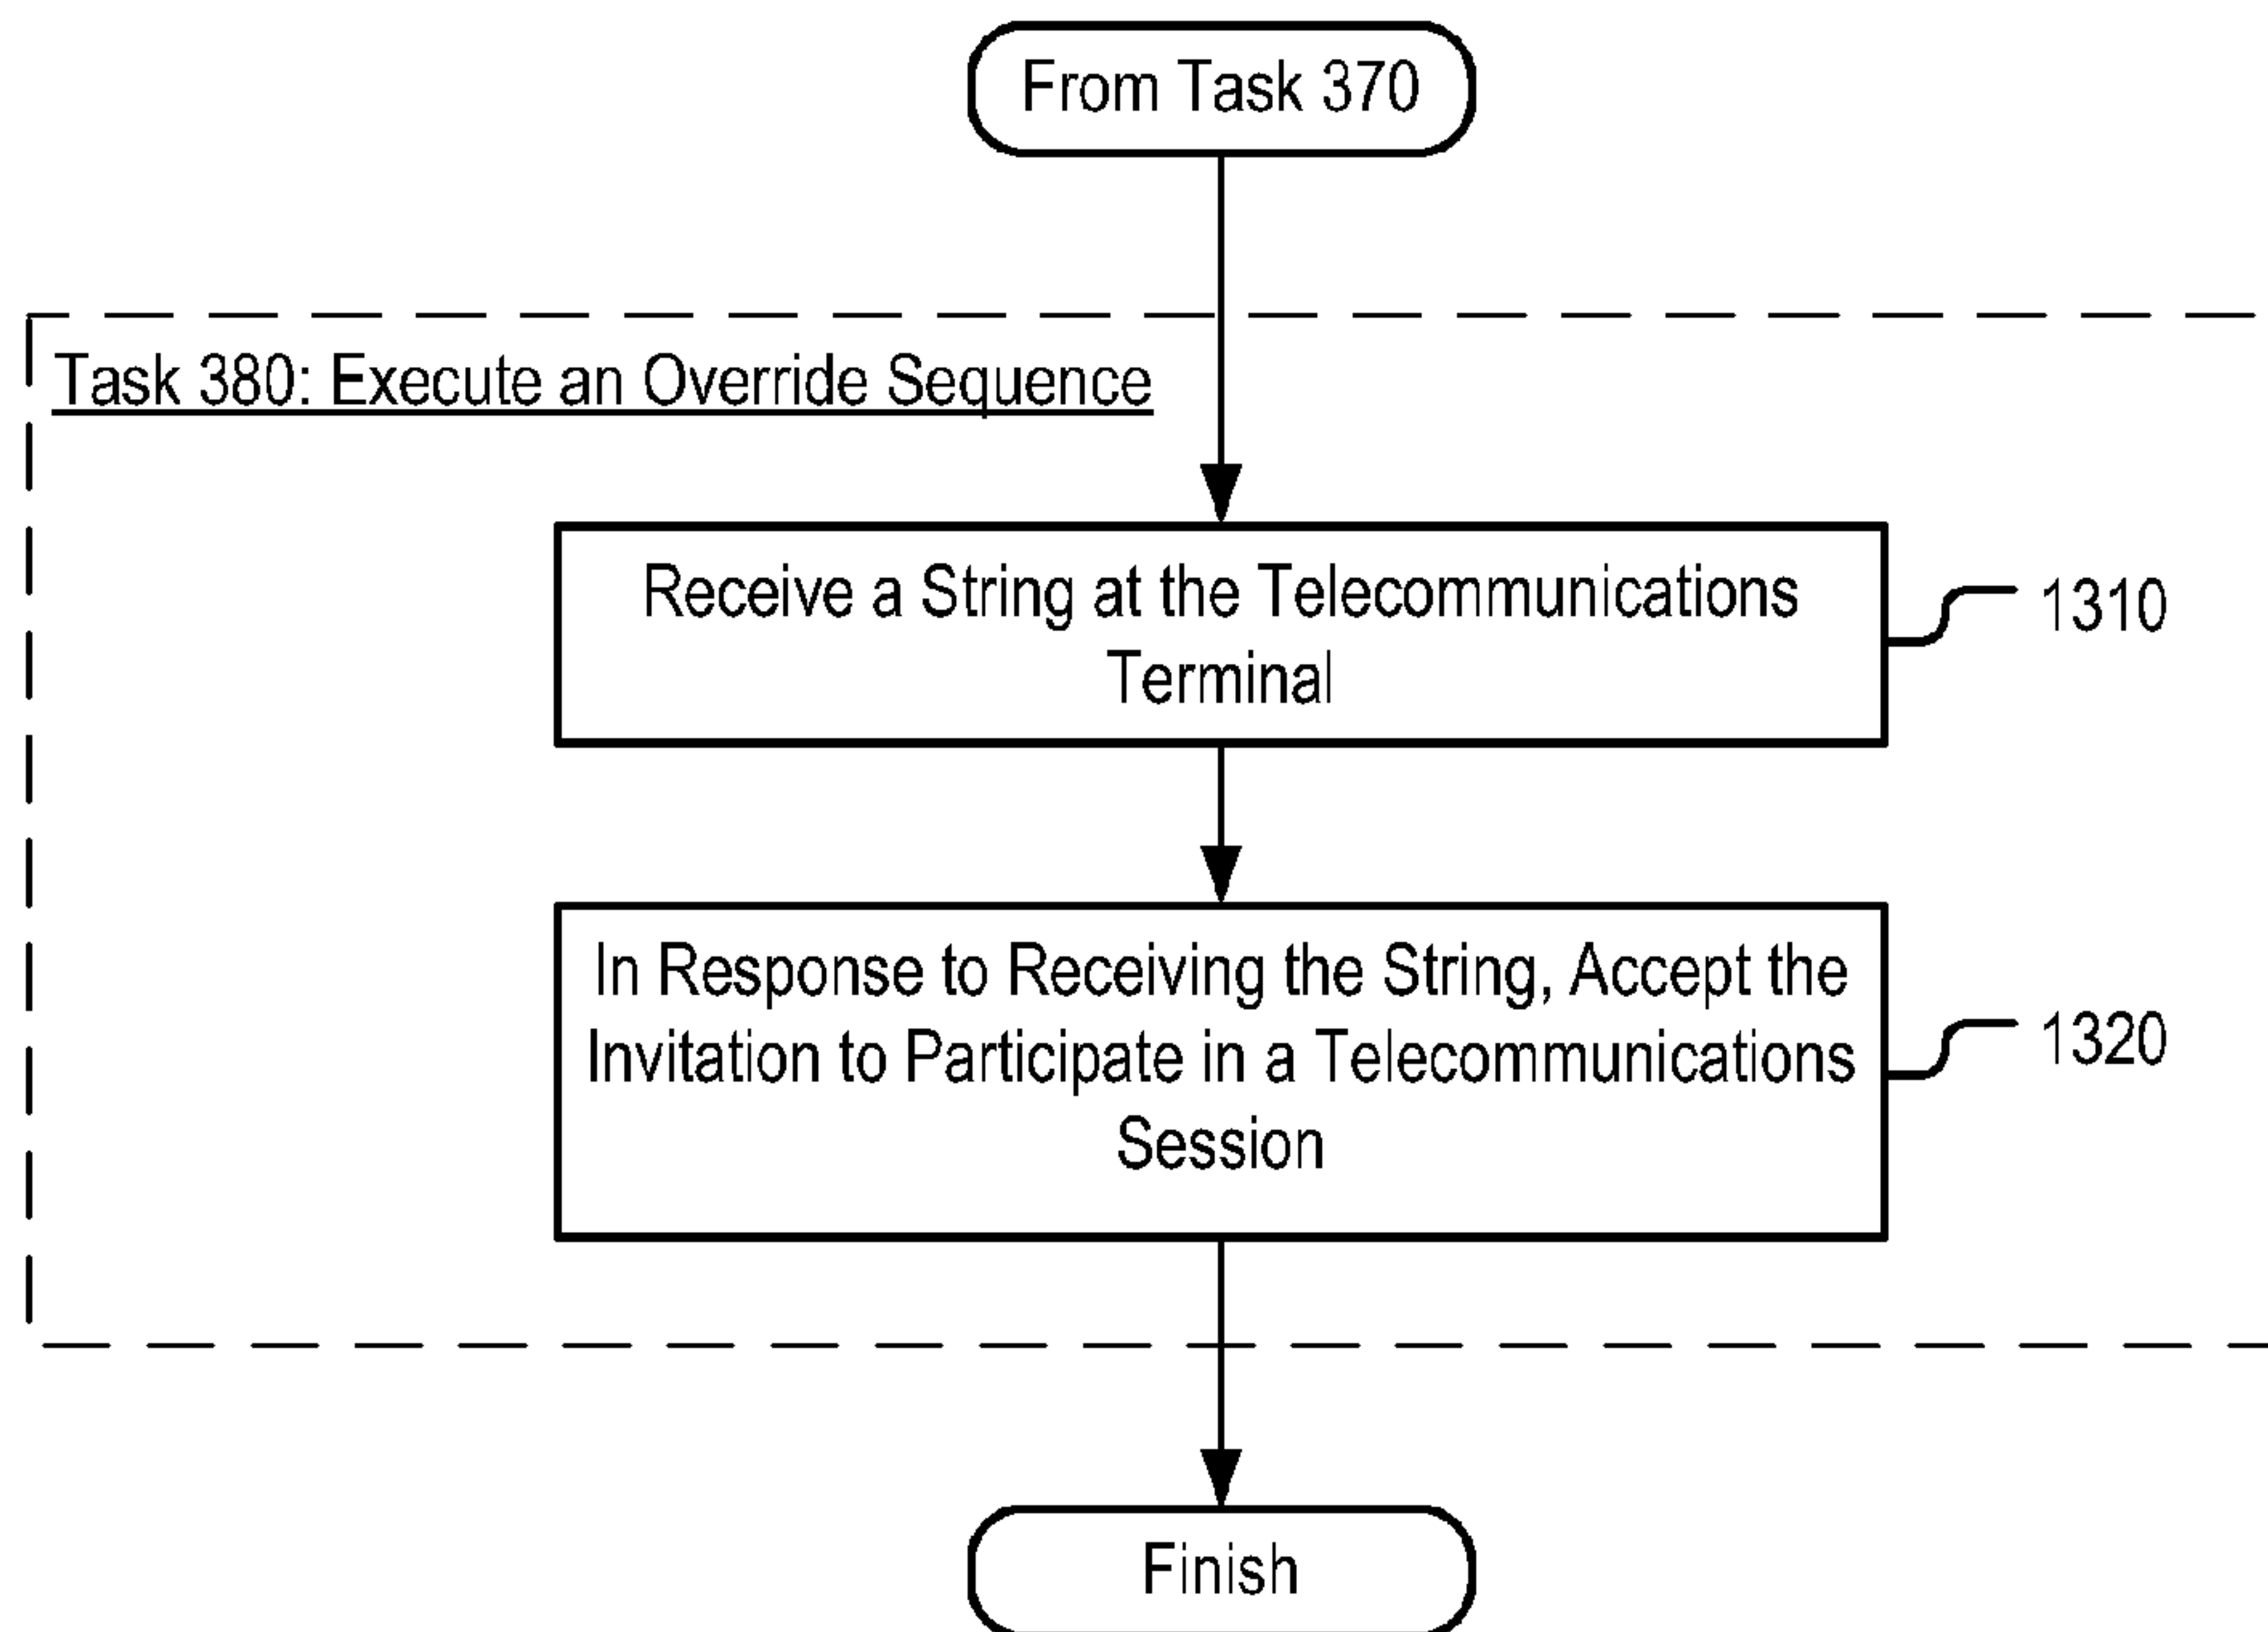 From Task 370
Task 380: Execute an Override Sequence
Receive a String at the Telecommunications
Terminal
1310
In Response to Receiving the String, Accept the
Invitation to Participate in a Telecommunications
Session
1320
Finish